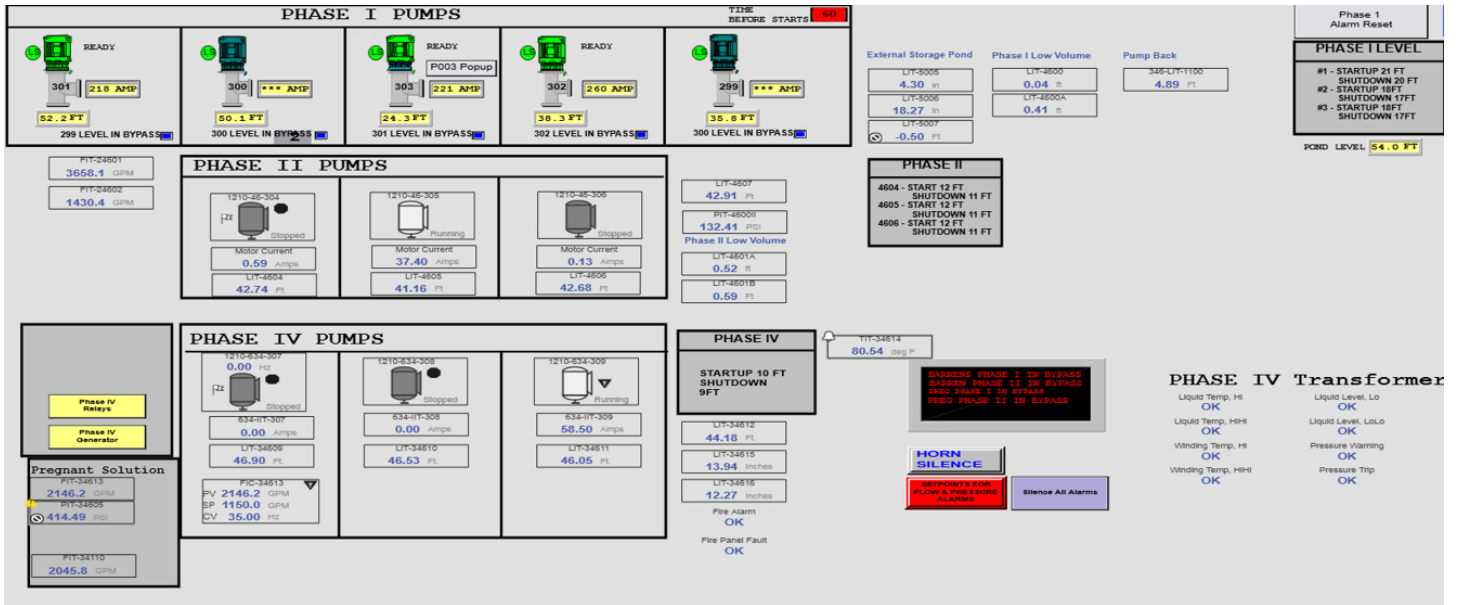 PHASE I PUMPS
TIME
BEFORE STARTS 60
LS READY
301 218 AMP
52.2 FT
299 LEVEL IN BYPASS
LS
300 *** AMP
50.1 FT
300 LEVEL IN BYPASS
2
LS READY
P003 Popup
303 221 AMP
24.3 FT
301 LEVEL IN BYPASS
LS READY
302 260 AMP
38.3 FT
302 LEVEL IN BYPASS
LS
299 *** AMP
35.8 FT
300 LEVEL IN BYPASS
External Storage Pond
LIT-5005
4.30 In
LIT-5006
18.27 In
LIT-5007
-0.50 Ft
Phase I Low Volume
LIT-4600
0.04 ft
LIT-4600A
0.41 ft
Pump Back
346-LIT-1100
4.89 Ft
Phase 1
Alarm Reset
PHASE I LEVEL
#1 - STARTUP 21 FT
SHUTDOWN 20 FT
#2 - STARTUP 18FT
SHUTDOWN 17FT
#3 - STARTUP 18FT
SHUTDOWN 17FT
POND LEVEL 54.0 FT
FIT-24601
3658.1 GPM
FIT-24602
1430.4 GPM
PHASE II PUMPS
1210-46-304
Stopped
Motor Current
0.59 Amps
LIT-4604
42.74 Ft
1210-46-305
Running
Motor Current
37.40 Amps
LIT-4605
41.16 Ft
1210-46-306
Stopped
Motor Current
0.13 Amps
LIT-4606
42.68 Ft
LIT-4607
42.91 Ft
PIT-4600II
132.41 PSI
Phase II Low Volume
LIT-4601A
0.52 ft
LIT-4601B
0.59 Ft
PHASE II
4604 - START 12 FT
SHUTDOWN 11 FT
4605 - START 12 FT
SHUTDOWN 11 FT
4606 - START 12 FT
SHUTDOWN 11 FT
Phase IV
Relays
Phase IV
Generator
Pregnant Solution
FIT-34613
2146.2 GPM
PIT-34605
414.49 PSI
FIT-34110
2045.8 GPM
PHASE IV PUMPS
1210-634-307
0.00 Hz
Stopped
634-IIT-307
0.00 Amps
LIT-34609
46.90 Ft.
FIC-34613
PV 2146.2 GPM
SP 1150.0 GPM
CV 35.00 Hz
1210-634-308
Stopped
634-IIT-308
0.00 Amps
LIT-34610
46.53 Ft.
1210-634-309
Running
634-IIT-309
58.50 Amps
LIT-34611
46.05 Ft.
PHASE IV
STARTUP 10 FT
SHUTDOWN
9FT
LIT-34612
44.18 Ft.
LIT-34615
13.94 Inches
LIT-34616
12.27 Inches
Fire Alarm
OK
Fire Panel Fault
OK
TIT-34614
80.54 deg F
BARRENS PHASE I IN BYPASS
BARREN PHASE II IN BYPASS
PREG PHASE I IN BYPASS
PREG PHASE II IN BYPASS
HORN
SILENCE
SETPOINTS FOR
FLOW & PRESSURE
ALARMS
Silence All Alarms
PHASE IV Transformer
Liquid Temp, HI
OK
Liquid Level, Lo
OK
Liquid Temp, HIHI
OK
Liquid Level, LoLo
OK
Winding Temp, HI
OK
Pressure Warning
OK
Winding Temp, HIHI
OK
Pressure Trip
OK